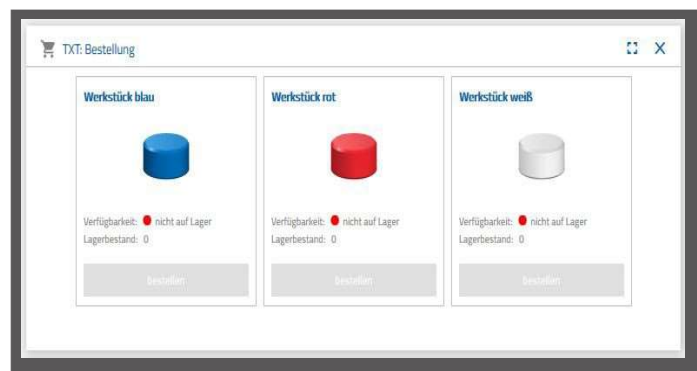 TXT: Bestellung
Werkstück blau
Verfügbarkeit: nicht auf Lager
Lagerbestand: 0
bestellen
Werkstück rot
Verfügbarkeit: nicht auf Lager
Lagerbestand: 0
bestellen
Werkstück weiß
Verfügbarkeit: nicht auf Lager
Lagerbestand: 0
bestellen